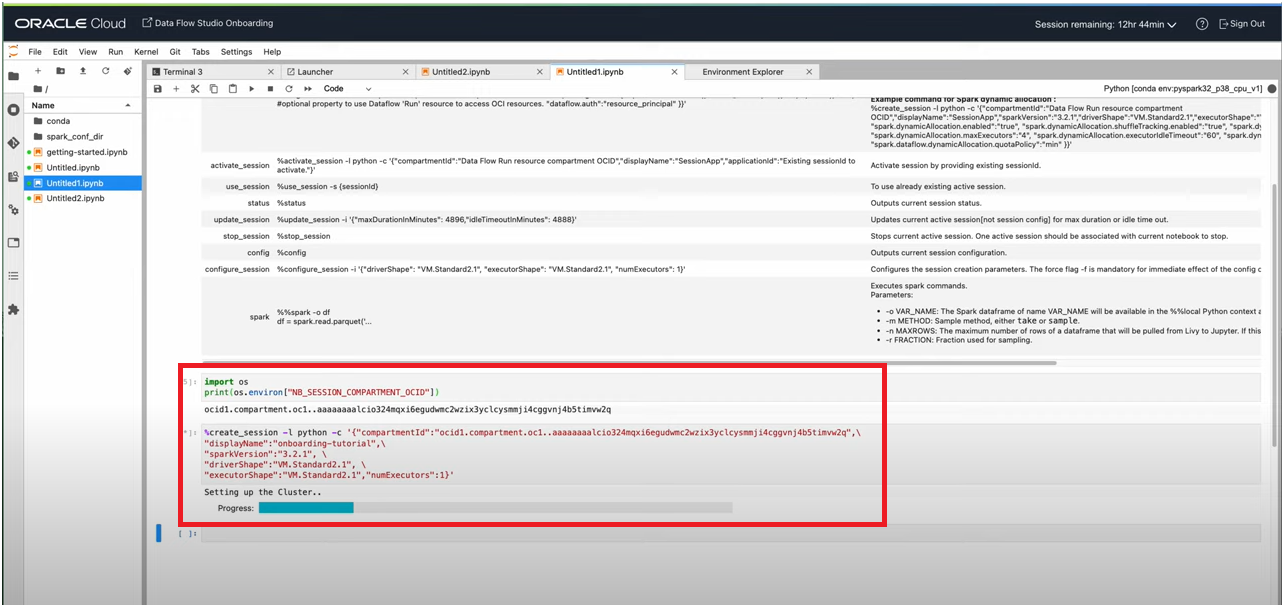 ORACLE Cloud
Data Flow Studio Onboarding
Session remaining: 12hr 44min
Sign Out
File Edit View Run Kernel Git Tabs Settings Help
Terminal 3
Launcher
Untitled2.ipynb
Untitled1.ipynb
Environment Explorer
Code
Python [conda env:pyspark32_p38_cpu_v1]
/
Name
conda
spark_conf_dir
getting-started.ipynb
Untitled.ipynb
Untitled1.ipynb
Untitled2.ipynb
#optional property to use Dataflow 'Run' resource to access OCI resources. "dataflow.auth":"resource_principal" }}'
Example command for Spark dynamic allocation :
%create_session -l python -c '{"compartmentId":"Data Flow Run resource compartment
OCID","displayName":"SessionApp","sparkVersion":"3.2.1","driverShape":"VM.Standard2.1","executorShape":"
"spark.dynamicAllocation.enabled":"true", "spark.dynamicAllocation.shuffleTracking.enabled":"true", "spark.dy
"spark.dynamicAllocation.maxExecutors":"4", "spark.dynamicAllocation.executorIdleTimeout":"60", "spark.dy
"spark.dataflow.dynamicAllocation.quotaPolicy":"min" }}'
activate_session %activate_session -l python -c '{"compartmentId":"Data Flow Run resource compartment OCID","displayName":"SessionApp","applicationId":"Existing sessionId to
activate."}'
Activate session by providing existing sessionId.
use_session %use_session -s {sessionId} To use already existing active session.
status %status Outputs current session status.
update_session %update_session -i '{"maxDurationInMinutes": 4896,"idleTimeoutInMinutes": 4888}' Updates current active session[not session config] for max duration or idle time out.
stop_session %stop_session Stops current active session. One active session should be associated with current notebook to stop.
config %config Outputs current session configuration.
configure_session %configure_session -i '{"driverShape": "VM.Standard2.1", "executorShape": "VM.Standard2.1", "numExecutors": 1}' Configures the session creation parameters. The force flag -f is mandatory for immediate effect of the config c
spark
%%spark -o df
df = spark.read.parquet('...
Executes spark commands.
Parameters:
• -o VAR_NAME: The Spark dataframe of name VAR_NAME will be available in the %%local Python context a
• -m METHOD: Sample method, either take or sample.
• -n MAXROWS: The maximum number of rows of a dataframe that will be pulled from Livy to Jupyter. If this
• -r FRACTION: Fraction used for sampling.
5]: import os
print(os.environ["NB_SESSION_COMPARTMENT_OCID"])
ocid1.compartment.oc1..aaaaaaaalcio324mqxi6egudwmc2wzix3yclcysmmji4cggvnj4b5timvw2q
*]: %create_session -l python -c '{"compartmentId":"ocid1.compartment.oc1..aaaaaaaalcio324mqxi6egudwmc2wzix3yclcysmmji4cggvnj4b5timvw2q",\
"displayName":"onboarding-tutorial",\
"sparkVersion":"3.2.1", \
"driverShape":"VM.Standard2.1", \
"executorShape":"VM.Standard2.1","numExecutors":1}'
Setting up the Cluster..
Progress:
[ ]: